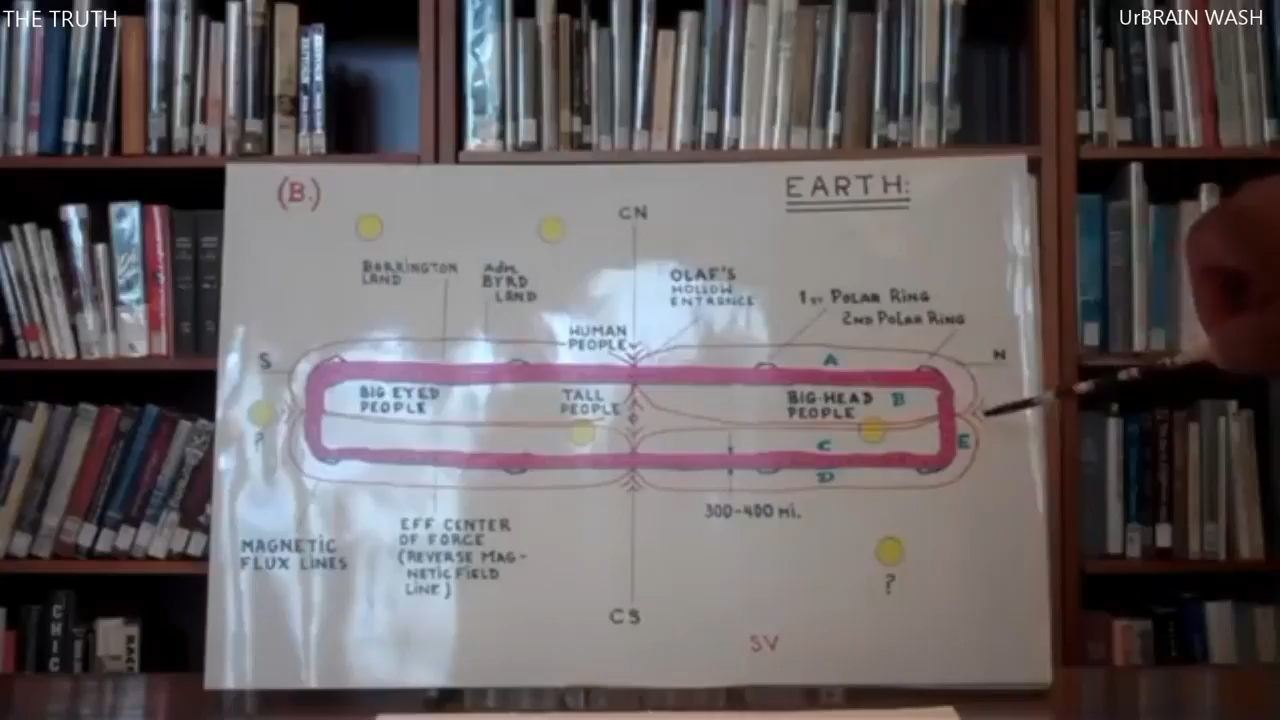 THE TRUTH
UrBRAIN WASH
(B.)
EARTH:
CN
BORRINGTON
LAND
ADM.
BYRD
LAND
OLAF'S
HOLLOW
ENTRANCE
1ST POLAR RING
2ND POLAR RING
HUMAN
PEOPLE
S
N
A
BIG EYED
PEOPLE
TALL
PEOPLE
BIG-HEAD
PEOPLE
B
?
C
E
D
300-400 mi.
EFF CENTER
OF FORCE
(REVERSE MAG-
NETIC FIELD
LINE)
MAGNETIC
FLUX LINES
?
CS
SV